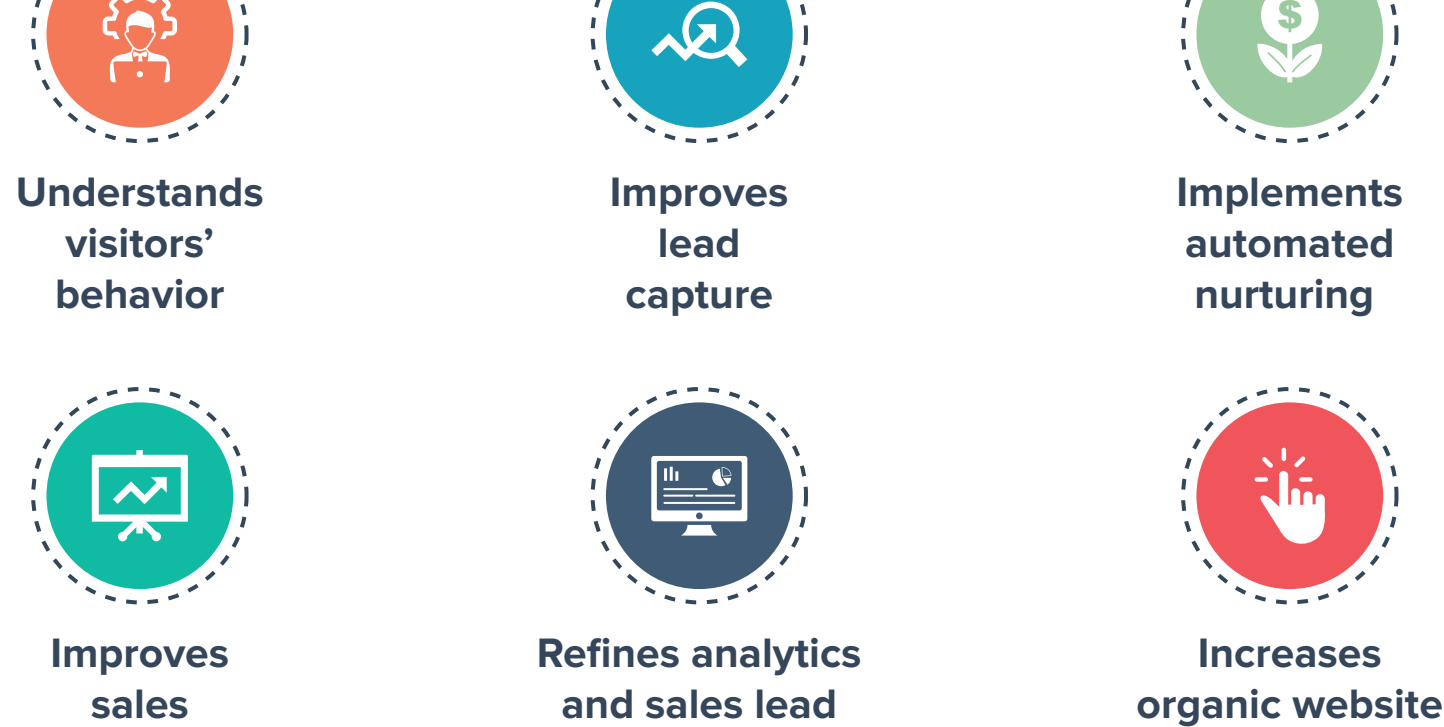 $
Understands
visitors’
behavior
Improves
lead
capture
Implements
automated
nurturing
Improves
sales
Refines analytics
and sales lead
Increases
organic website